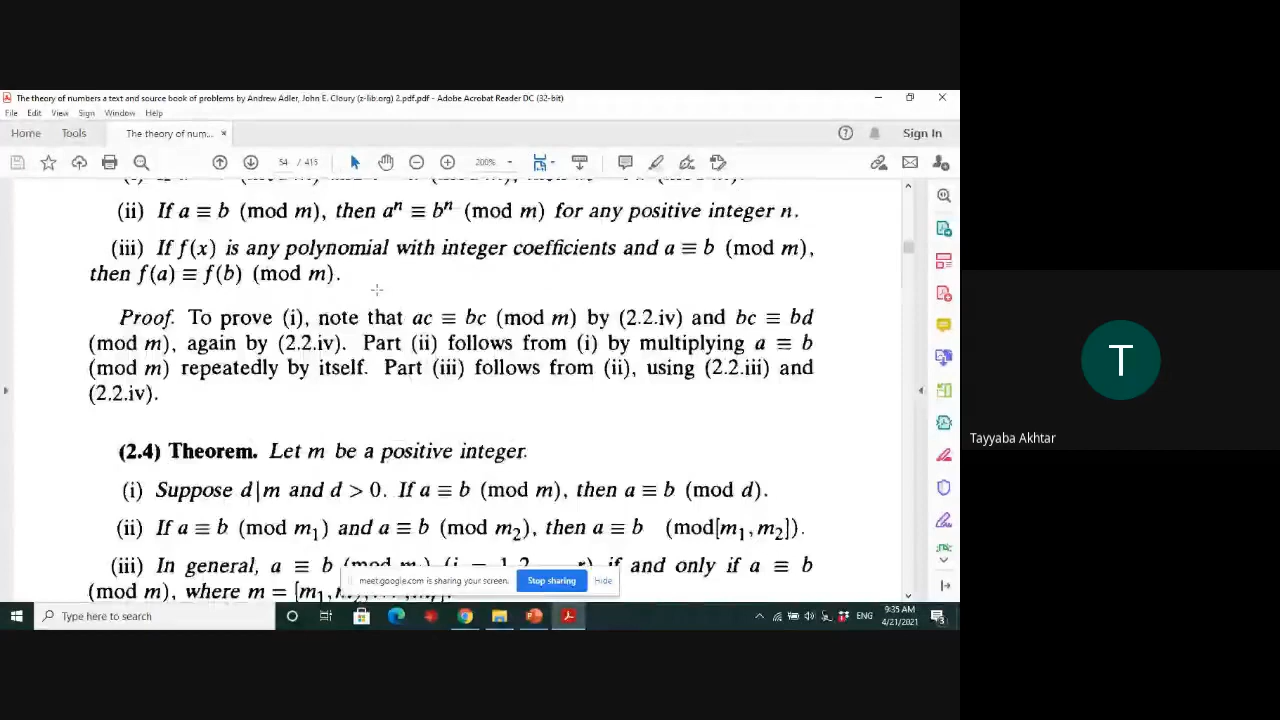 The theory of numbers a text and source book of problems by Andrew Adler, John E. Cloury (z-lib.org) 2.pdf.pdf - Adobe Acrobat Reader DC (32-bit)
File Edit View Sign Window Help
Home Tools The theory of num... × Sign In
54 / 415 200%
(ii) If a ≡ b (mod m), then aⁿ ≡ bⁿ (mod m) for any positive integer n.
(iii) If f(x) is any polynomial with integer coefficients and a ≡ b (mod m),
then f(a) ≡ f(b) (mod m).
Proof. To prove (i), note that ac ≡ bc (mod m) by (2.2.iv) and bc ≡ bd
(mod m), again by (2.2.iv). Part (ii) follows from (i) by multiplying a ≡ b
(mod m) repeatedly by itself. Part (iii) follows from (ii), using (2.2.iii) and
(2.2.iv).
(2.4) Theorem. Let m be a positive integer.
(i) Suppose d|m and d > 0. If a ≡ b (mod m), then a ≡ b (mod d).
(ii) If a ≡ b (mod m₁) and a ≡ b (mod m₂), then a ≡ b (mod[m₁, m₂]).
(iii) In general, a ≡ b if and only if a ≡ b
(mod m), where m = [m₁,
meet.google.com is sharing your screen. Stop sharing Hide
Type here to search
ENG
9:35 AM
4/21/2021
3
T
Tayyaba Akhtar